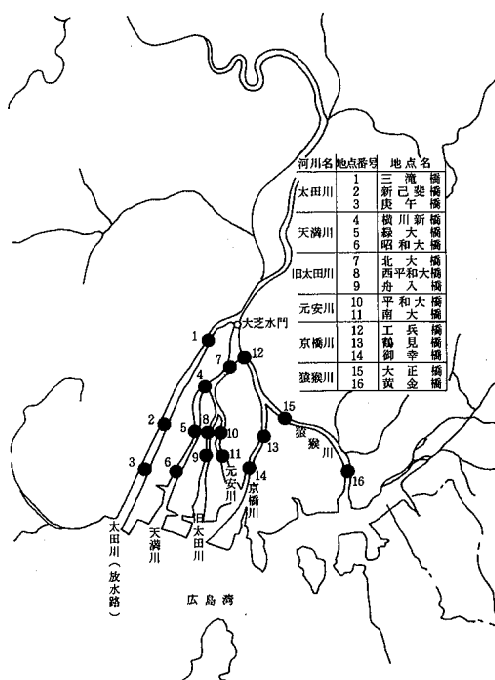 河川名 地点番号 地点名
太田川
1 三滝橋
2 新己斐橋
3 庚午橋
天満川
4 横川新橋
5 緑大橋
6 昭和大橋
旧太田川
7 北大橋
8 西平和大橋
9 舟入橋
元安川
10 平和大橋
11 南大橋
京橋川
12 工兵橋
13 鶴見橋
14 御幸橋
猿猴川
15 大正橋
16 黄金橋
大芝水門
1
12
7
4
15
猿猴川
2
5
8
10
13
3
6
9
11
14
16
元安川
京橋川
旧太田川
天満川
太田川(放水路)
広島湾